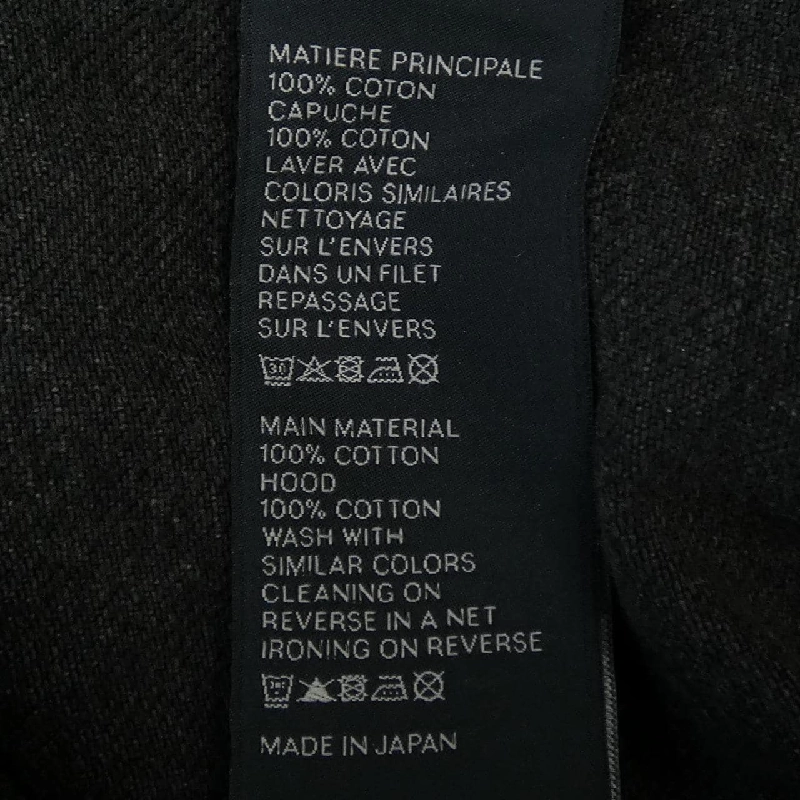 MATIERE PRINCIPALE
100% COTON
CAPUCHE
100% COTON
LAVER AVEC
COLORIS SIMILAIRES
NETTOYAGE
SUR L'ENVERS
DANS UN FILET
REPASSAGE
SUR L'ENVERS
30
MAIN MATERIAL
100% COTTON
HOOD
100% COTTON
WASH WITH
SIMILAR COLORS
CLEANING ON
REVERSE IN A NET
IRONING ON REVERSE
MADE IN JAPAN